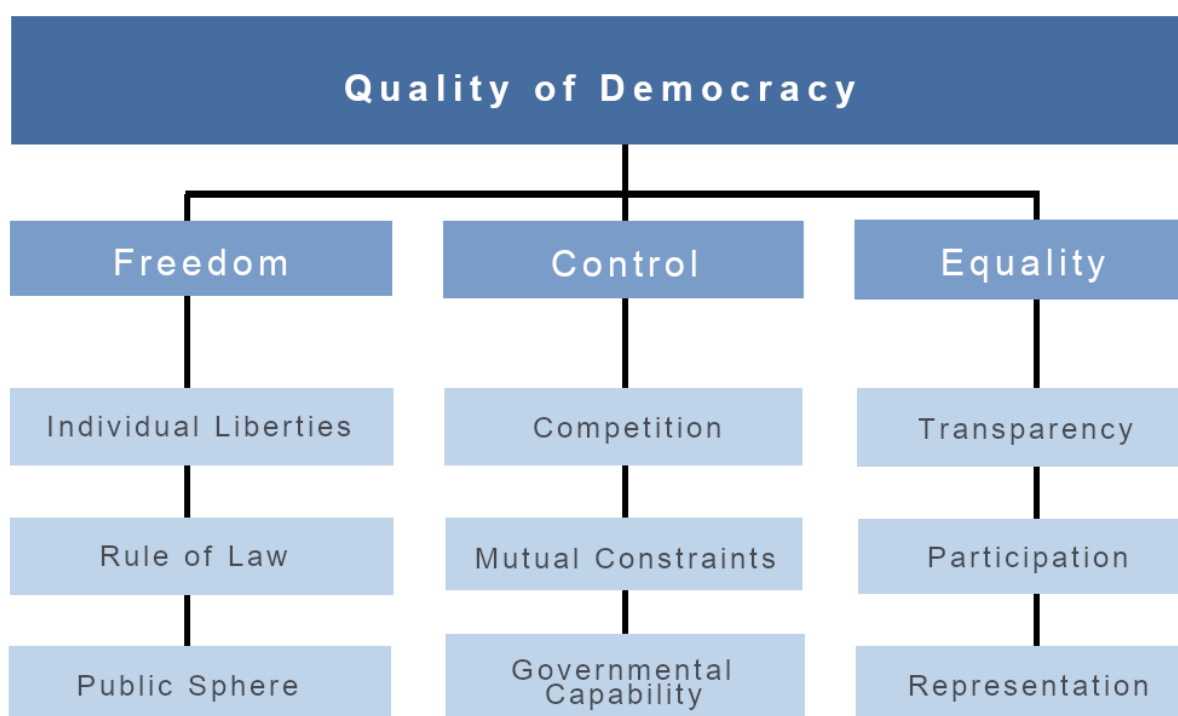 Quality of Democracy
Freedom
Control
Equality
Individual Liberties
Competition
Transparency
Rule of Law
Mutual Constraints
Participation
Public Sphere
Governmental
Capability
Representation